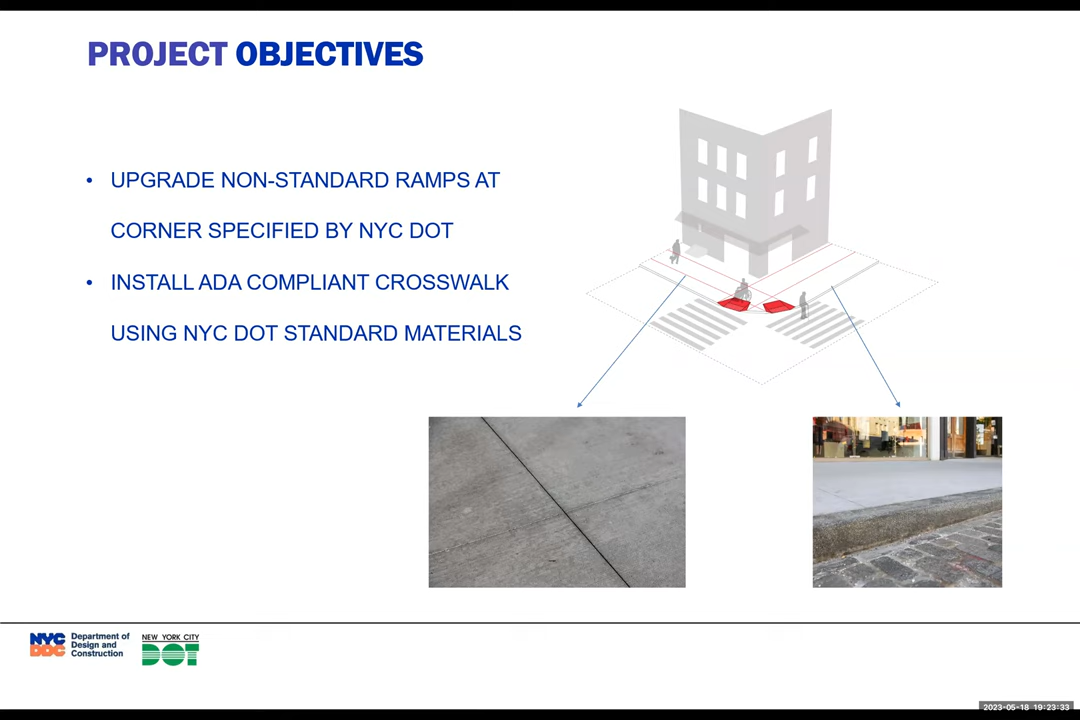 PROJECT OBJECTIVES
• UPGRADE NON-STANDARD RAMPS AT
CORNER SPECIFIED BY NYC DOT
• INSTALL ADA COMPLIANT CROSSWALK
USING NYC DOT STANDARD MATERIALS
NYC
DDC
Department of
Design and
Construction
NEW YORK CITY
DOT
2023-05-18 19:23:33